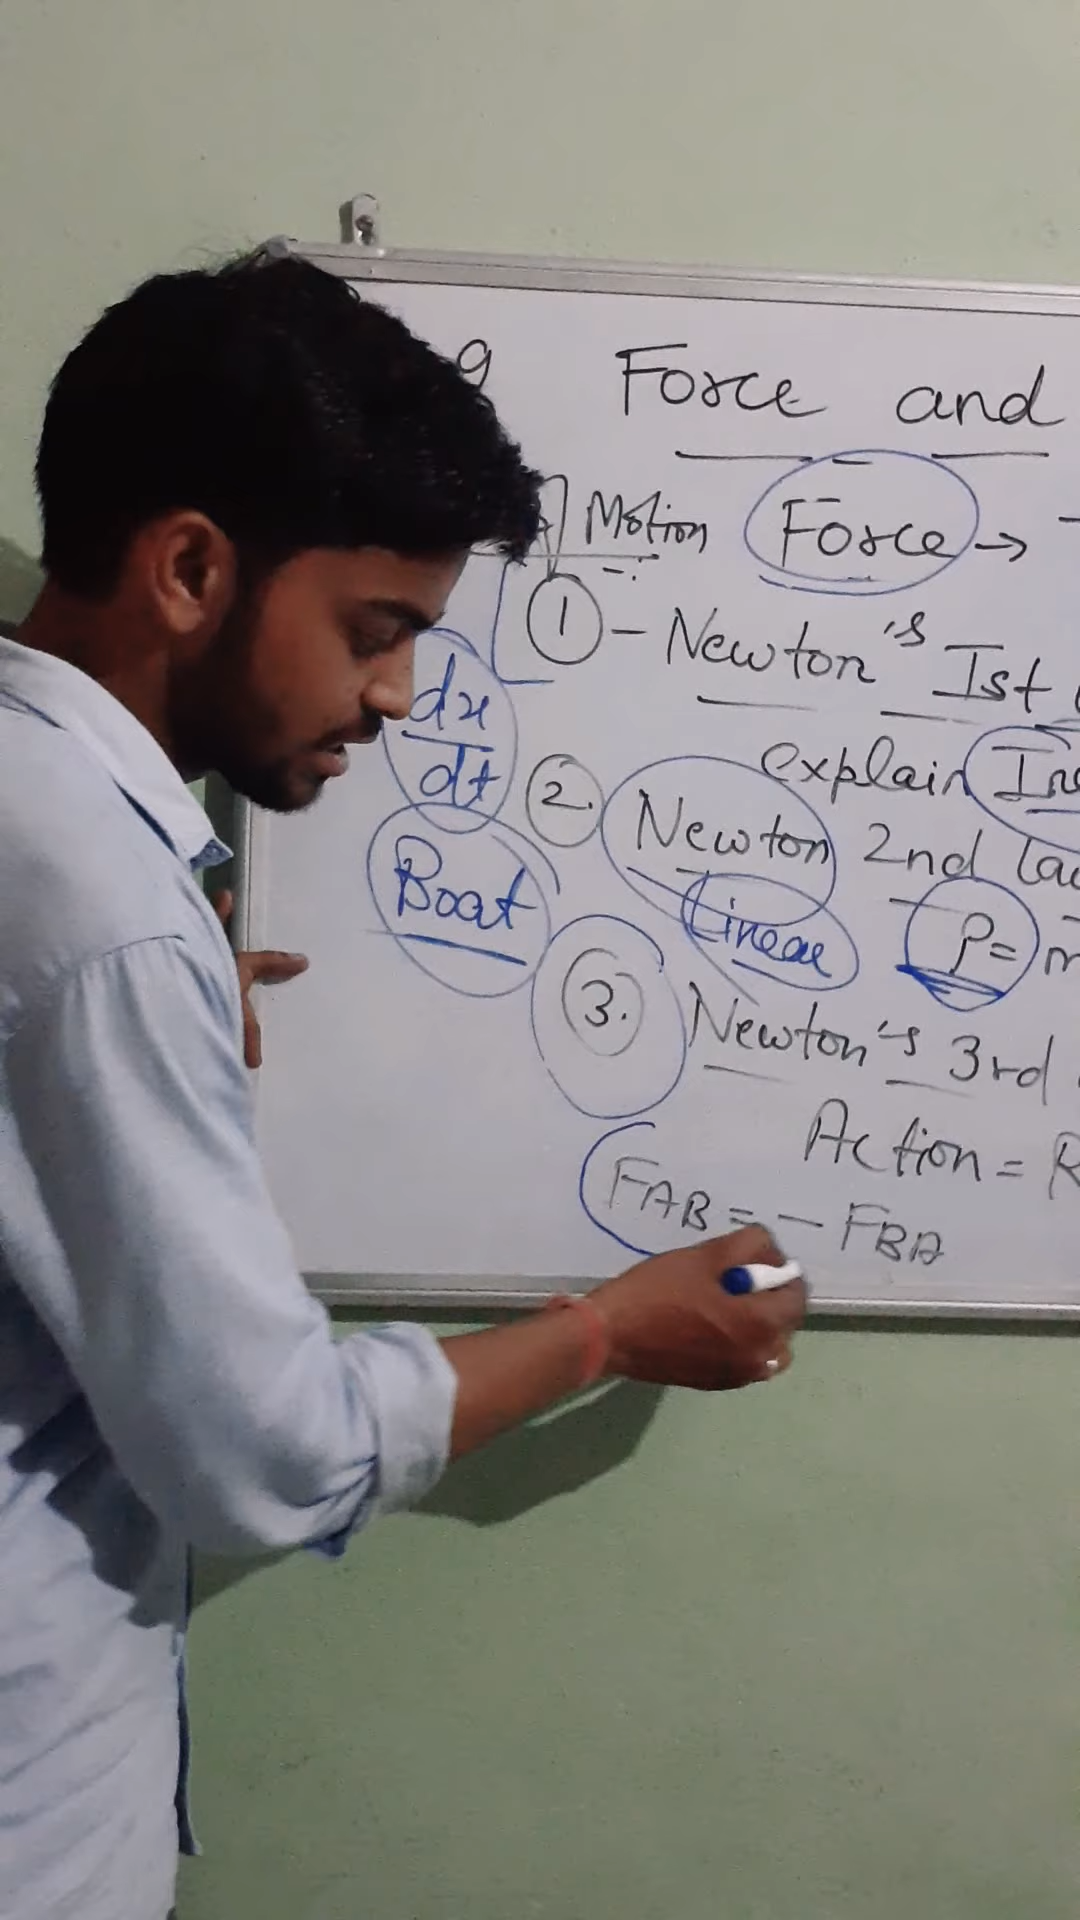 9 Force and
Motion Force →
1 - Newton's Ist
dx
dt
explain
2. Newton 2nd
Boat
Linear P= m
3. Newton's 3rd
Action = R
FAB = - FBA